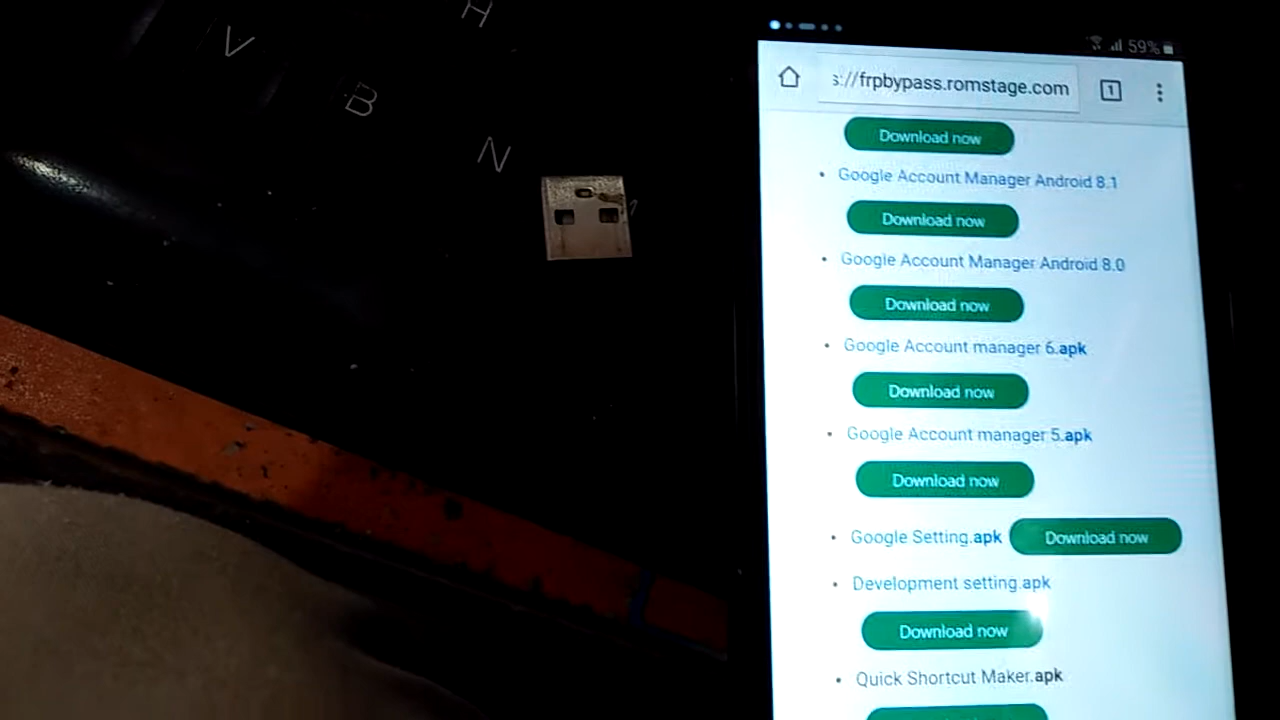 H
V
B
N
59%
s://frpbypass.romstage.com
1
Download now
• Google Account Manager Android 8.1
Download now
• Google Account Manager Android 8.0
Download now
• Google Account manager 6.apk
Download now
• Google Account manager 5.apk
Download now
• Google Setting.apk Download now
• Development setting.apk
Download now
• Quick Shortcut Maker.apk